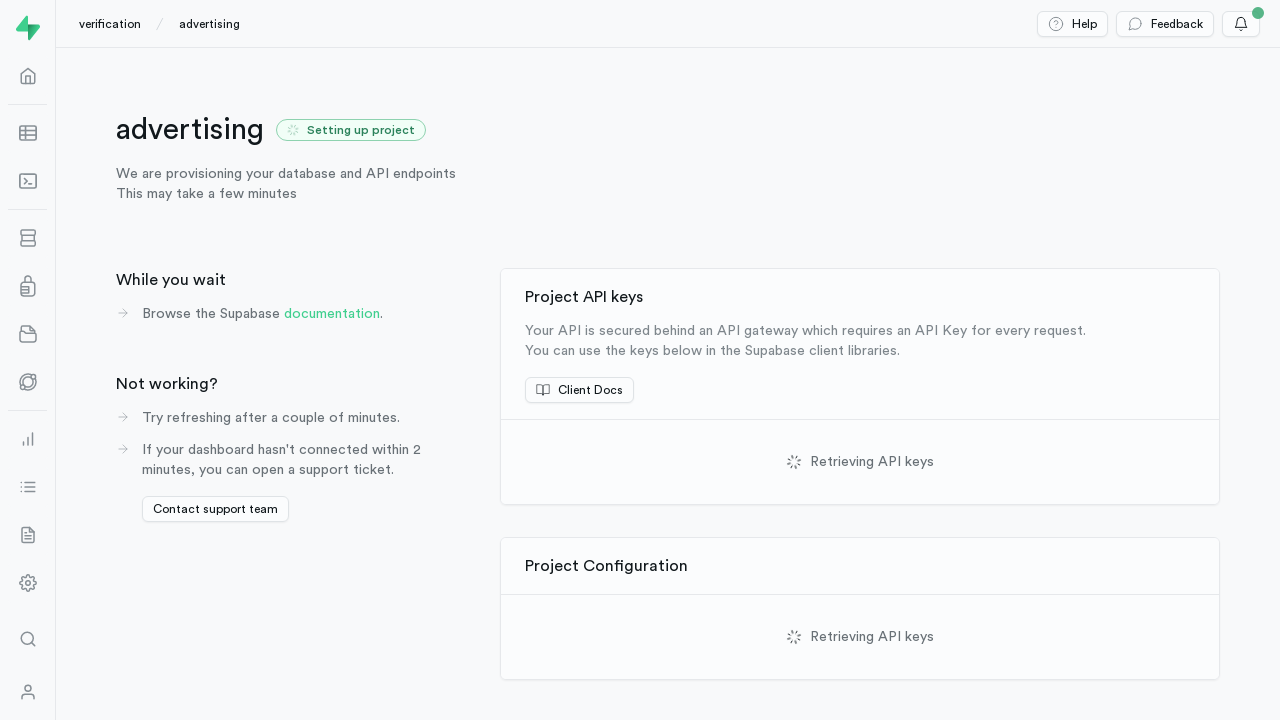 verification / advertising
Help
Feedback
advertising
Setting up project
We are provisioning your database and API endpoints
This may take a few minutes
While you wait
Browse the Supabase documentation.
Not working?
Try refreshing after a couple of minutes.
If your dashboard hasn't connected within 2
minutes, you can open a support ticket.
Contact support team
Project API keys
Your API is secured behind an API gateway which requires an API Key for every request.
You can use the keys below in the Supabase client libraries.
Client Docs
Retrieving API keys
Project Configuration
Retrieving API keys